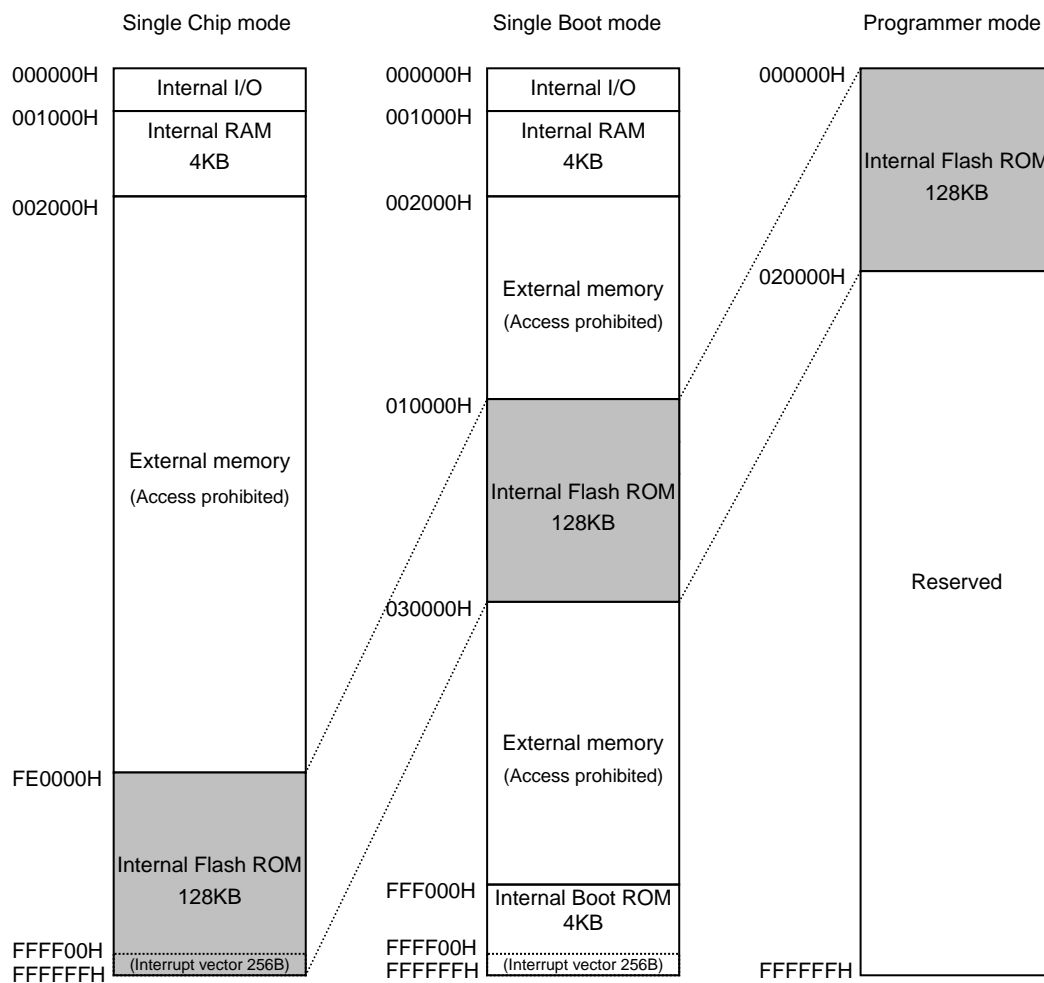 Single Chip mode
000000H
Internal I/O
001000H
Internal RAM
4KB
002000H
External memory
(Access prohibited)
FE0000H
Internal Flash ROM
128KB
FFFF00H
(Interrupt vector 256B)
FFFFFFH
Single Boot mode
000000H
Internal I/O
001000H
Internal RAM
4KB
002000H
External memory
(Access prohibited)
010000H
Internal Flash ROM
128KB
030000H
External memory
(Access prohibited)
FFF000H
Internal Boot ROM
4KB
FFFF00H
(Interrupt vector 256B)
FFFFFFH
Programmer mode
000000H
Internal Flash ROM
128KB
020000H
Reserved
FFFFFFH